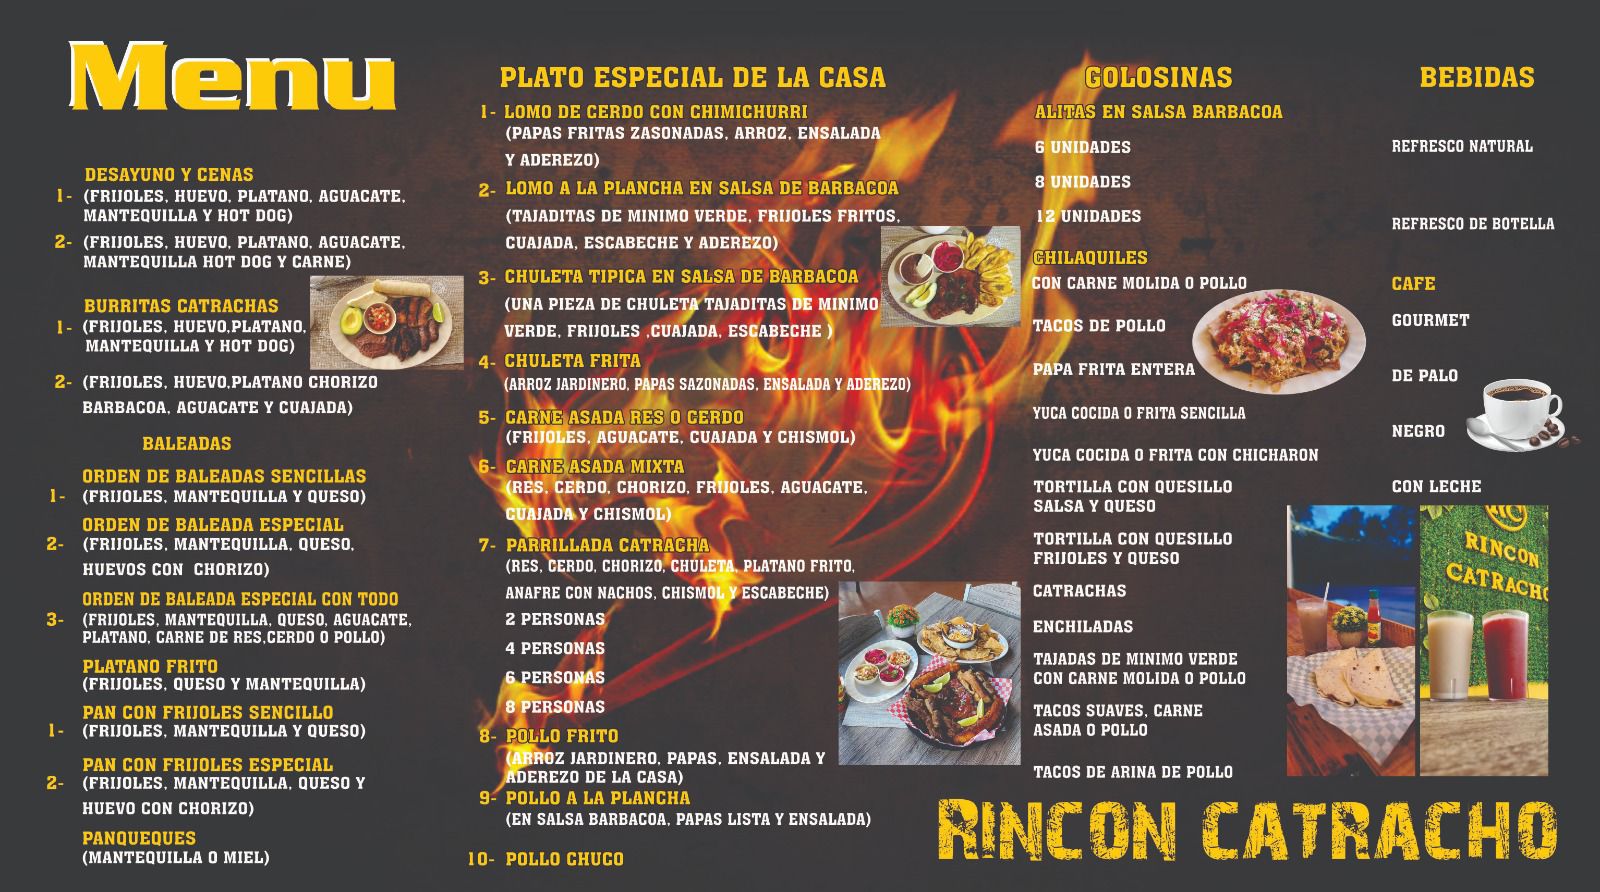 Menu
DESAYUNO Y CENAS
1- (FRIJOLES, HUEVO, PLATANO, AGUACATE,
MANTEQUILLA Y HOT DOG)
2- (FRIJOLES, HUEVO, PLATANO, AGUACATE,
MANTEQUILLA HOT DOG Y CARNE)
BURRITAS CATRACHAS
1- (FRIJOLES, HUEVO,PLATANO,
MANTEQUILLA Y HOT DOG)
2- (FRIJOLES, HUEVO,PLATANO CHORIZO
BARBACOA, AGUACATE Y CUAJADA)
BALEADAS
ORDEN DE BALEADAS SENCILLAS
1- (FRIJOLES, MANTEQUILLA Y QUESO)
ORDEN DE BALEADA ESPECIAL
2- (FRIJOLES, MANTEQUILLA, QUESO,
HUEVOS CON CHORIZO)
ORDEN DE BALEADA ESPECIAL CON TODO
3- (FRIJOLES, MANTEQUILLA, QUESO, AGUACATE,
PLATANO, CARNE DE RES,CERDO O POLLO)
PLATANO FRITO
(FRIJOLES, QUESO Y MANTEQUILLA)
PAN CON FRIJOLES SENCILLO
1- (FRIJOLES, MANTEQUILLA Y QUESO)
PAN CON FRIJOLES ESPECIAL
2- (FRIJOLES, MANTEQUILLA, QUESO Y
HUEVO CON CHORIZO)
PANQUEQUES
(MANTEQUILLA O MIEL)
PLATO ESPECIAL DE LA CASA
1- LOMO DE CERDO CON CHIMICHURRI
(PAPAS FRITAS ZASONADAS, ARROZ, ENSALADA
Y ADEREZO)
2- LOMO A LA PLANCHA EN SALSA DE BARBACOA
(TAJADITAS DE MINIMO VERDE, FRIJOLES FRITOS,
CUAJADA, ESCABECHE Y ADEREZO)
3- CHULETA TIPICA EN SALSA DE BARBACOA
(UNA PIEZA DE CHULETA TAJADITAS DE MINIMO
VERDE, FRIJOLES ,CUAJADA, ESCABECHE )
4- CHULETA FRITA
(ARROZ JARDINERO, PAPAS SAZONADAS, ENSALADA Y ADEREZO)
5- CARNE ASADA RES O CERDO
(FRIJOLES, AGUACATE, CUAJADA Y CHISMOL)
6- CARNE ASADA MIXTA
(RES, CERDO, CHORIZO, FRIJOLES, AGUACATE,
CUAJADA Y CHISMOL)
7- PARRILLADA CATRACHA
(RES, CERDO, CHORIZO, CHULETA, PLATANO FRITO,
ANAFRE CON NACHOS, CHISMOL Y ESCABECHE)
2 PERSONAS
4 PERSONAS
6 PERSONAS
8 PERSONAS
8- POLLO FRITO
(ARROZ JARDINERO, PAPAS, ENSALADA Y
ADEREZO DE LA CASA)
9- POLLO A LA PLANCHA
(EN SALSA BARBACOA, PAPAS LISTA Y ENSALADA)
10- POLLO CHUCO
GOLOSINAS
ALITAS EN SALSA BARBACOA
6 UNIDADES
8 UNIDADES
12 UNIDADES
CHILAQUILES
CON CARNE MOLIDA O POLLO
TACOS DE POLLO
PAPA FRITA ENTERA
YUCA COCIDA O FRITA SENCILLA
YUCA COCIDA O FRITA CON CHICHARON
TORTILLA CON QUESILLO
SALSA Y QUESO
TORTILLA CON QUESILLO
FRIJOLES Y QUESO
CATRACHAS
ENCHILADAS
TAJADAS DE MINIMO VERDE
CON CARNE MOLIDA O POLLO
TACOS SUAVES, CARNE
ASADA O POLLO
TACOS DE ARINA DE POLLO
BEBIDAS
REFRESCO NATURAL
REFRESCO DE BOTELLA
CAFE
GOURMET
DE PALO
NEGRO
CON LECHE
RINCON
CATRACHO
RINCON CATRACHO